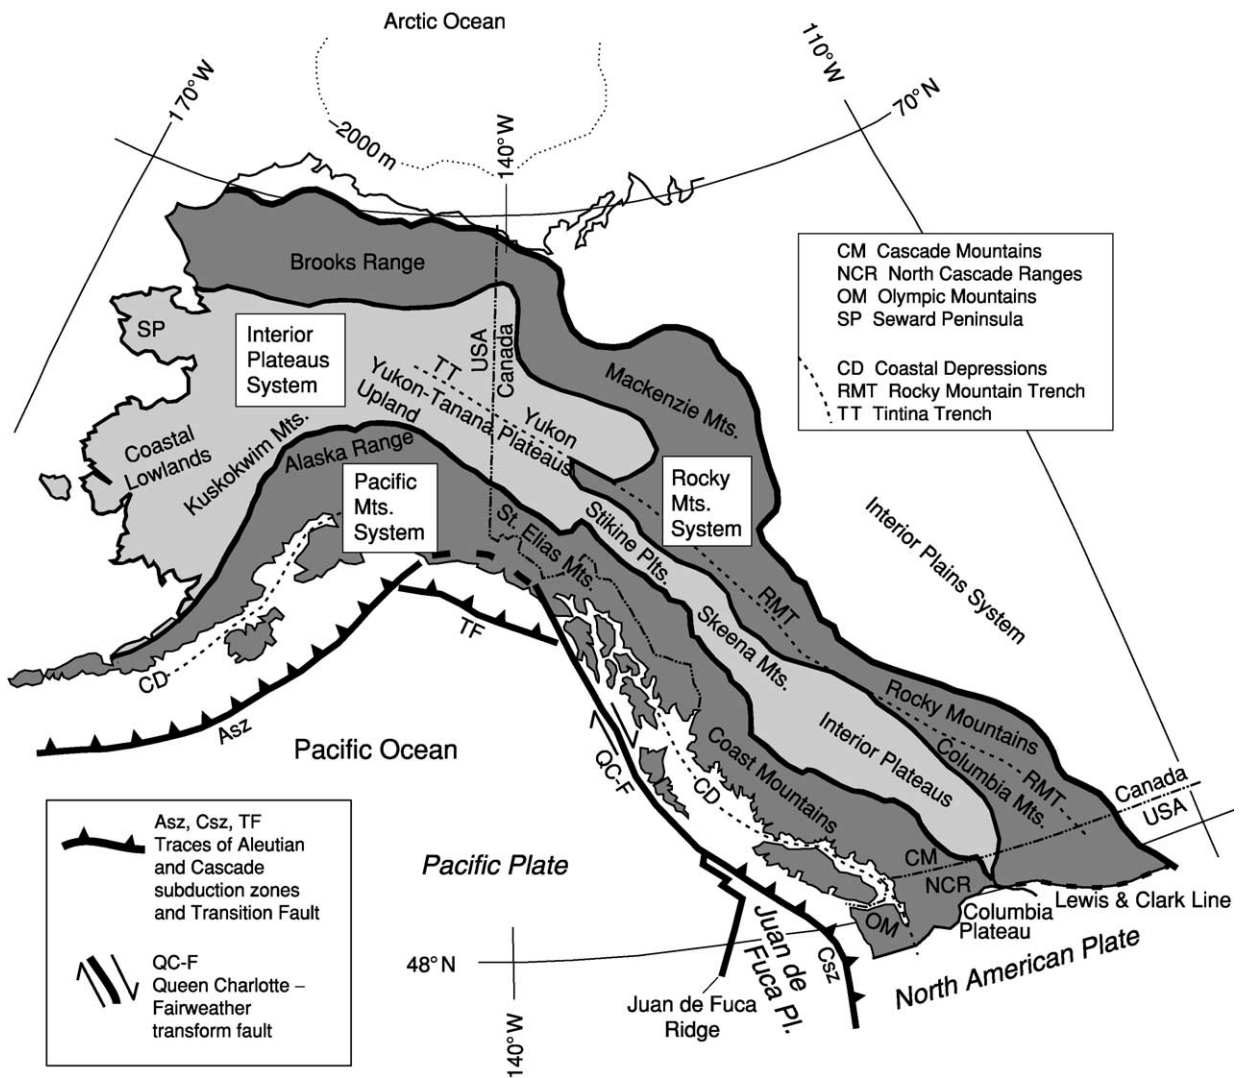 Arctic Ocean
170°W
110°W
70°N
–2000 m
140°W
CM Cascade Mountains
NCR North Cascade Ranges
OM Olympic Mountains
SP Seward Peninsula
CD Coastal Depressions
RMT Rocky Mountain Trench
TT Tintina Trench
Brooks Range
SP
Interior
Plateaus
System
USA
Canada
TT
Yukon-Tanana
Upland
Yukon
Plateaus
Mackenzie Mts.
Coastal
Lowlands
Kuskokwim Mts.
Alaska Range
Pacific
Mts.
System
Rocky
Mts.
System
St. Elias Mts.
Stikine Plts.
Skeena Mts.
RMT
Interior Plains System
CD
Asz
TF
Pacific Ocean
QC-F
CD
Coast Mountains
Interior Plateaus
Rocky Mountains
Columbia Mts.
RMT
Canada
USA
CM
NCR
OM
Columbia
Plateau
Lewis & Clark Line
Pacific Plate
North American Plate
Juan de
Fuca Pl.
Csz
Juan de Fuca
Ridge
48°N
140°W
Asz, Csz, TF
Traces of Aleutian
and Cascade
subduction zones
and Transition Fault
QC-F
Queen Charlotte –
Fairweather
transform fault